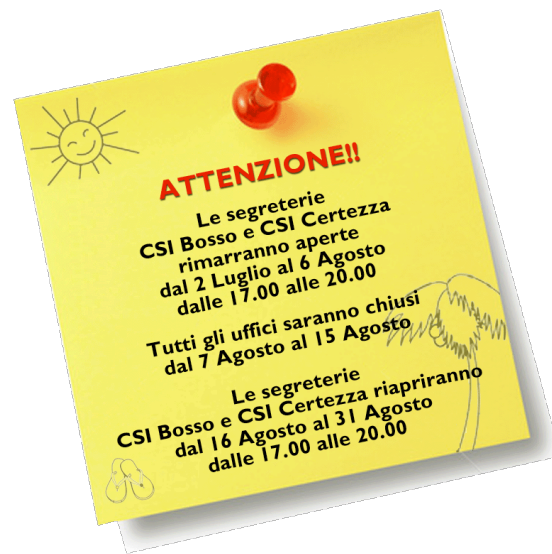 ATTENZIONE!!
Le segreterie
CSI Bosso e CSI Certezza
rimarranno aperte
dal 2 Luglio al 6 Agosto
dalle 17.00 alle 20.00
Tutti gli uffici saranno chiusi
dal 7 Agosto al 15 Agosto
Le segreterie
CSI Bosso e CSI Certezza riapriranno
dal 16 Agosto al 31 Agosto
dalle 17.00 alle 20.00